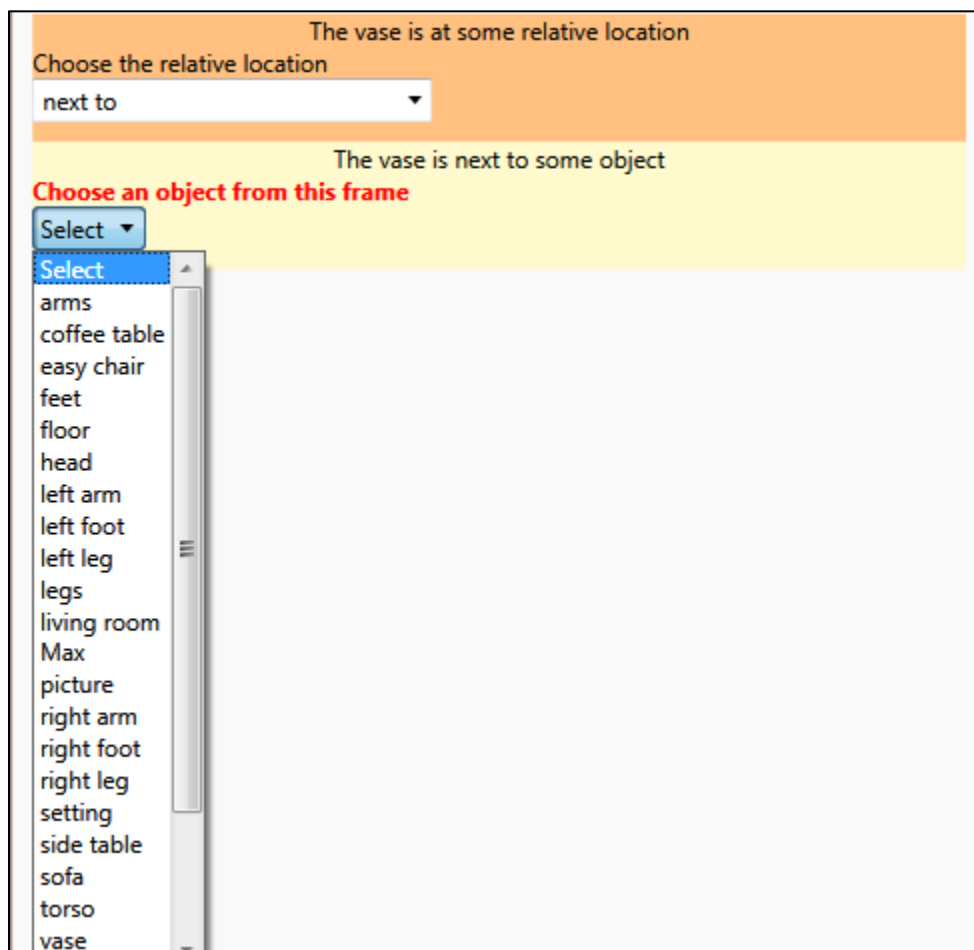 The vase is at some relative location
Choose the relative location
next to
The vase is next to some object
Choose an object from this frame
Select
Select
arms
coffee table
easy chair
feet
floor
head
left arm
left foot
left leg
legs
living room
Max
picture
right arm
right foot
right leg
setting
side table
sofa
torso
vase